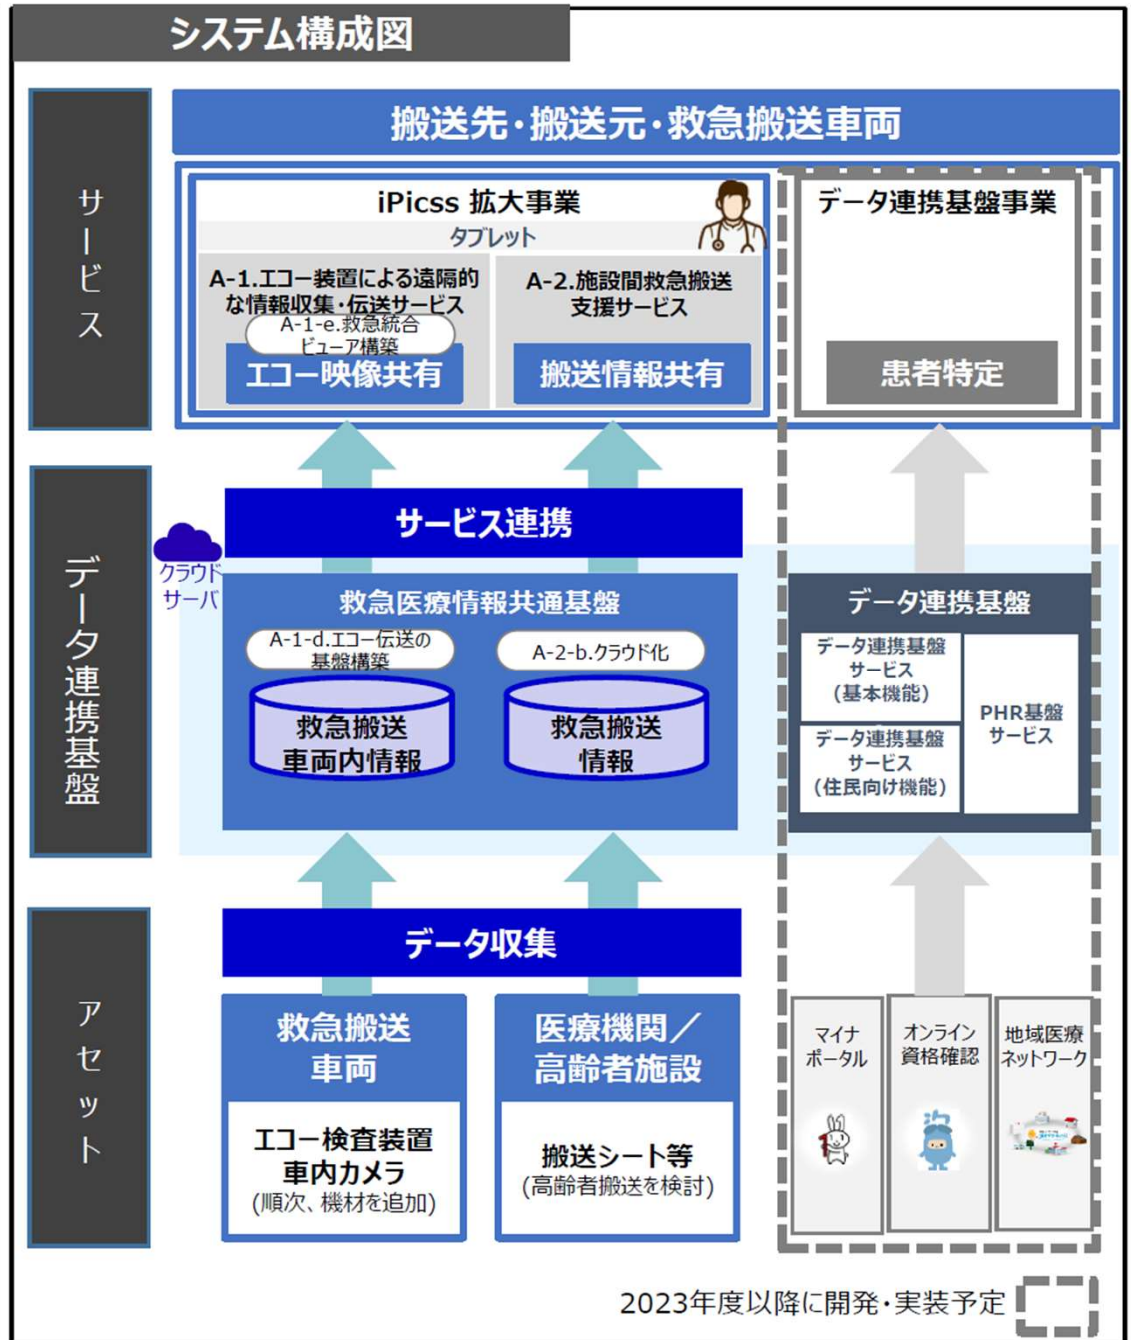 システム構成図
サービス
搬送先・搬送元・救急搬送車両
iPicss 拡大事業
タブレット
A-1.エコー装置による遠隔的
な情報収集・伝送サービス
A-1-e.救急統合
ビューア構築
エコー映像共有
A-2.施設間救急搬送
支援サービス
搬送情報共有
データ連携基盤事業
患者特定
データ連携基盤
サービス連携
クラウド
サーバ
救急医療情報共通基盤
A-1-d.エコー伝送の
基盤構築
救急搬送
車両内情報
A-2-b.クラウド化
救急搬送
情報
データ連携基盤
データ連携基盤
サービス
(基本機能)
データ連携基盤
サービス
(住民向け機能)
PHR基盤
サービス
アセット
データ収集
救急搬送
車両
エコー検査装置
車内カメラ
(順次、機材を追加)
医療機関／
高齢者施設
搬送シート等
(高齢者搬送を検討)
マイナ
ポータル
オンライン
資格確認
地域医療
ネットワーク
2023年度以降に開発・実装予定